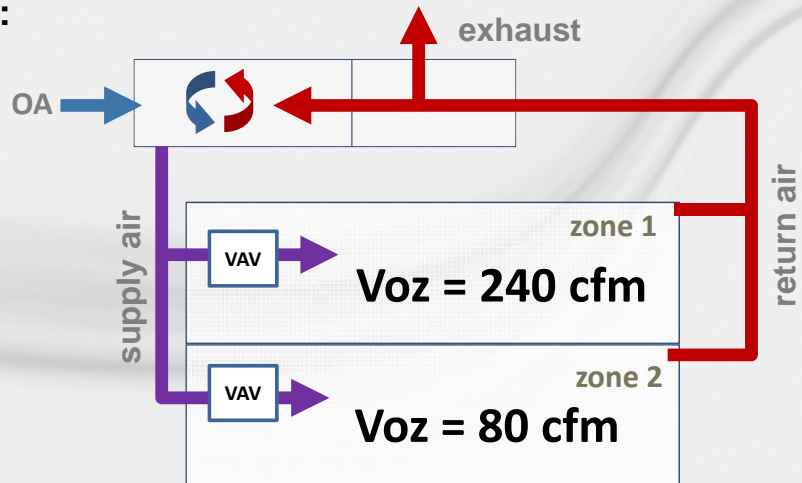 :
exhaust
OA
supply air
return air
zone 1
VAV
Voz = 240 cfm
zone 2
VAV
Voz = 80 cfm